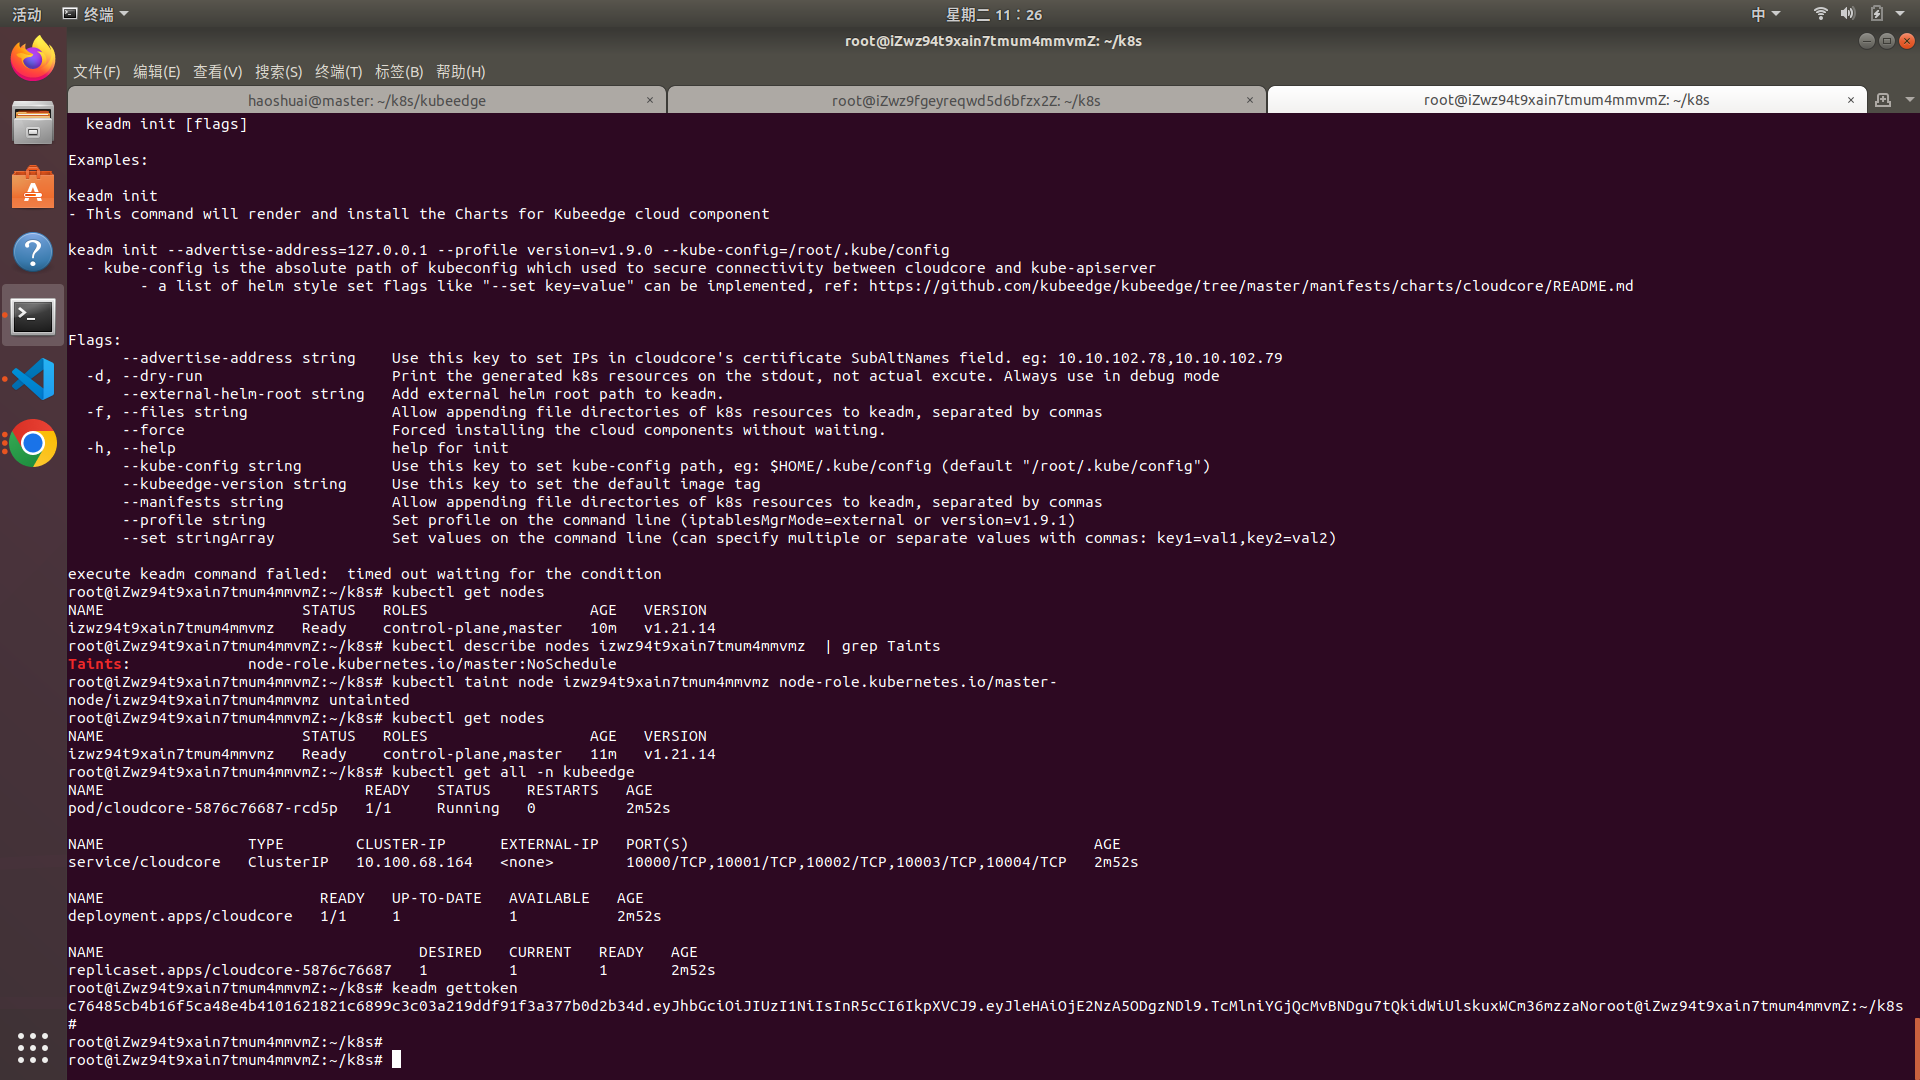 活动 终端 星期二 11：26 中
root@iZwz94t9xain7tmum4mmvmZ: ~/k8s
文件(F) 编辑(E) 查看(V) 搜索(S) 终端(T) 标签(B) 帮助(H)
haoshuai@master: ~/k8s/kubeedge × root@iZwz9fgeyreqwd5d6bfzx2Z: ~/k8s × root@iZwz94t9xain7tmum4mmvmZ: ~/k8s ×
keadm init [flags]
Examples:
keadm init
- This command will render and install the Charts for Kubeedge cloud component
keadm init --advertise-address=127.0.0.1 --profile version=v1.9.0 --kube-config=/root/.kube/config
- kube-config is the absolute path of kubeconfig which used to secure connectivity between cloudcore and kube-apiserver
- a list of helm style set flags like "--set key=value" can be implemented, ref: https://github.com/kubeedge/kubeedge/tree/master/manifests/charts/cloudcore/README.md
Flags:
--advertise-address string Use this key to set IPs in cloudcore's certificate SubAltNames field. eg: 10.10.102.78,10.10.102.79
-d, --dry-run Print the generated k8s resources on the stdout, not actual excute. Always use in debug mode
--external-helm-root string Add external helm root path to keadm.
-f, --files string Allow appending file directories of k8s resources to keadm, separated by commas
--force Forced installing the cloud components without waiting.
-h, --help help for init
--kube-config string Use this key to set kube-config path, eg: $HOME/.kube/config (default "/root/.kube/config")
--kubeedge-version string Use this key to set the default image tag
--manifests string Allow appending file directories of k8s resources to keadm, separated by commas
--profile string Set profile on the command line (iptablesMgrMode=external or version=v1.9.1)
--set stringArray Set values on the command line (can specify multiple or separate values with commas: key1=val1,key2=val2)
execute keadm command failed:  timed out waiting for the condition
root@iZwz94t9xain7tmum4mmvmZ:~/k8s# kubectl get nodes
NAME STATUS ROLES AGE VERSION
izwz94t9xain7tmum4mmvmz Ready control-plane,master 10m v1.21.14
root@iZwz94t9xain7tmum4mmvmZ:~/k8s# kubectl describe nodes izwz94t9xain7tmum4mmvmz  | grep Taints
Taints: node-role.kubernetes.io/master:NoSchedule
root@iZwz94t9xain7tmum4mmvmZ:~/k8s# kubectl taint node izwz94t9xain7tmum4mmvmz node-role.kubernetes.io/master-
node/izwz94t9xain7tmum4mmvmz untainted
root@iZwz94t9xain7tmum4mmvmZ:~/k8s# kubectl get nodes
NAME STATUS ROLES AGE VERSION
izwz94t9xain7tmum4mmvmz Ready control-plane,master 11m v1.21.14
root@iZwz94t9xain7tmum4mmvmZ:~/k8s# kubectl get all -n kubeedge
NAME READY STATUS RESTARTS AGE
pod/cloudcore-5876c76687-rcd5p 1/1 Running 0 2m52s
NAME TYPE CLUSTER-IP EXTERNAL-IP PORT(S) AGE
service/cloudcore ClusterIP 10.100.68.164 <none> 10000/TCP,10001/TCP,10002/TCP,10003/TCP,10004/TCP 2m52s
NAME READY UP-TO-DATE AVAILABLE AGE
deployment.apps/cloudcore 1/1 1 1 2m52s
NAME DESIRED CURRENT READY AGE
replicaset.apps/cloudcore-5876c76687 1 1 1 2m52s
root@iZwz94t9xain7tmum4mmvmZ:~/k8s# keadm gettoken
c76485cb4b16f5ca48e4b4101621821c6899c3c03a219ddf91f3a377b0d2b34d.eyJhbGciOiJIUzI1NiIsInR5cCI6IkpXVCJ9.eyJleHAiOjE2NzA5ODgzNDl9.TcMlniYGjQcMvBNDgu7tQkidWiUlskuxWCm36mzzaNoroot@iZwz94t9xain7tmum4mmvmZ:~/k8s
#
root@iZwz94t9xain7tmum4mmvmZ:~/k8s#
root@iZwz94t9xain7tmum4mmvmZ:~/k8s#